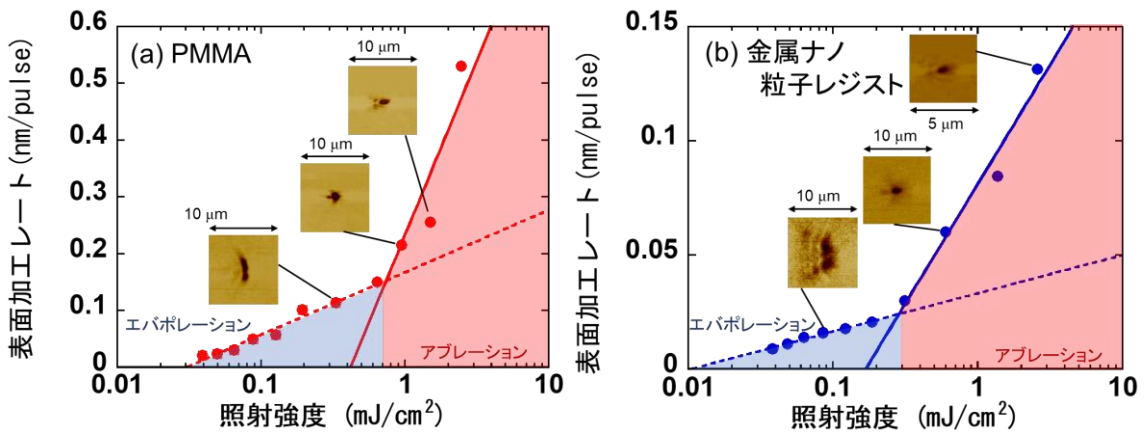 (a) PMMA
表面加工レート(nm/pulse)
0.6
0.5
0.4
0.3
0.2
0.1
0
10 μm
10 μm
10 μm
エバポレーション
アブレーション
0.01
0.1
1
10
照射強度 (mJ/cm²)
(b) 金属ナノ
粒子レジスト
表面加工レート(nm/pulse)
0.15
0.1
0.05
0
5 μm
10 μm
10 μm
エバポレーション
アブレーション
0.01
0.1
1
10
照射強度 (mJ/cm²)